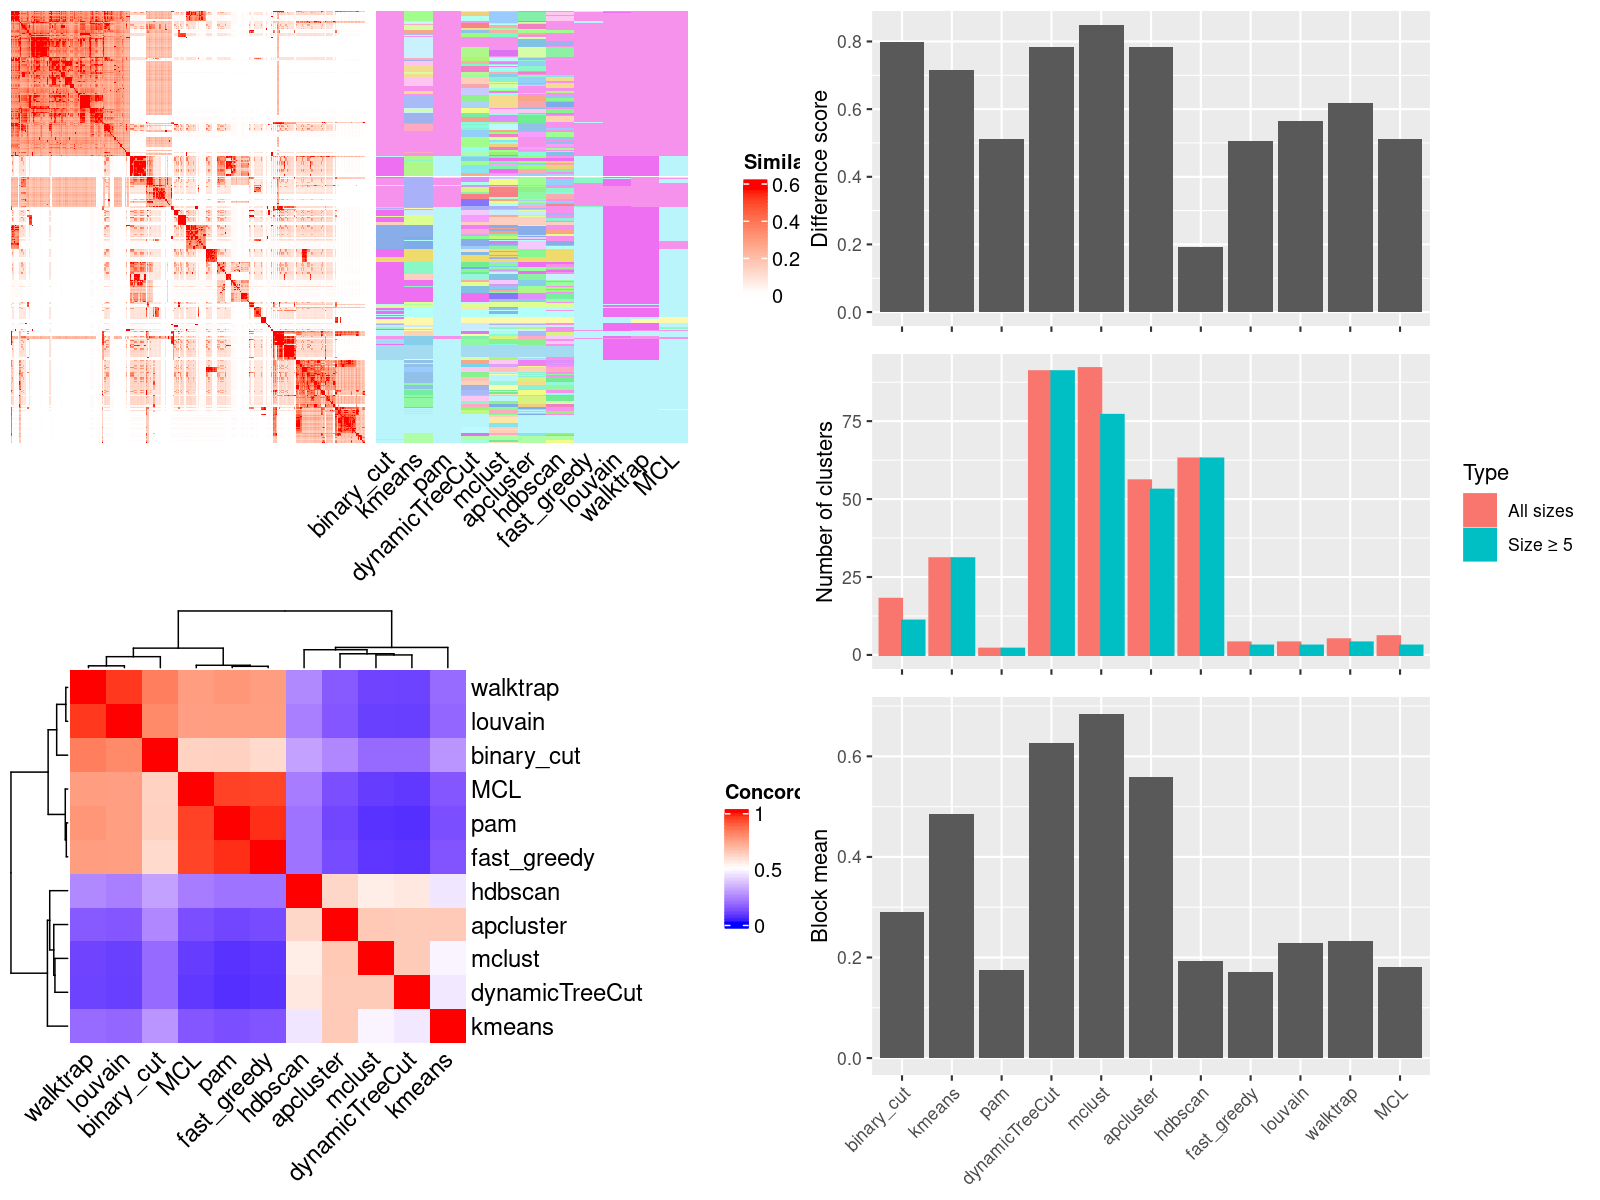 Simila
0.6
0.4
0.2
0
binary_cut
kmeans
pam
dynamicTreeCut
mclust
apcluster
hdbscan
fast_greedy
louvain
walktrap
MCL
Concord
1
0.5
0
walktrap
louvain
binary_cut
MCL
pam
fast_greedy
hdbscan
apcluster
mclust
dynamicTreeCut
kmeans
walktrap
louvain
binary_cut
MCL
pam
fast_greedy
hdbscan
apcluster
mclust
dynamicTreeCut
kmeans
Difference score
0.8
0.6
0.4
0.2
0.0
Number of clusters
75
50
25
0
Type
All sizes
Size ≥ 5
Block mean
0.6
0.4
0.2
0.0
binary_cut
kmeans
pam
dynamicTreeCut
mclust
apcluster
hdbscan
fast_greedy
louvain
walktrap
MCL